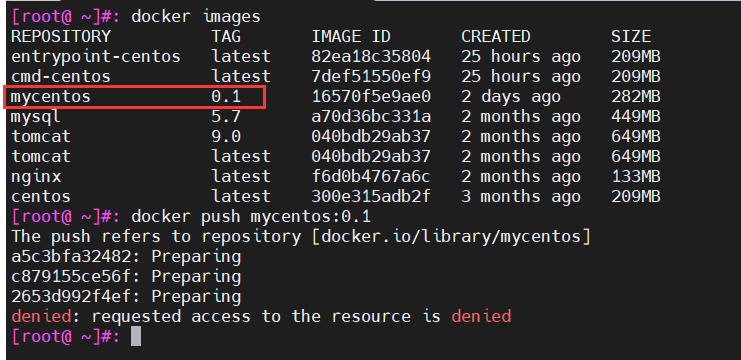 [root@ ~]#: docker images
REPOSITORY TAG IMAGE ID CREATED SIZE
entrypoint-centos latest 82ea18c35804 25 hours ago 209MB
cmd-centos latest 7def51550ef9 25 hours ago 209MB
mycentos 0.1 16570f5e9ae0 2 days ago 282MB
mysql 5.7 a70d36bc331a 2 months ago 449MB
tomcat 9.0 040bdb29ab37 2 months ago 649MB
tomcat latest 040bdb29ab37 2 months ago 649MB
nginx latest f6d0b4767a6c 2 months ago 133MB
centos latest 300e315adb2f 3 months ago 209MB
[root@ ~]#: docker push mycentos:0.1
The push refers to repository [docker.io/library/mycentos]
a5c3bfa32482: Preparing
c879155ce56f: Preparing
2653d992f4ef: Preparing
denied: requested access to the resource is denied
[root@ ~]#: